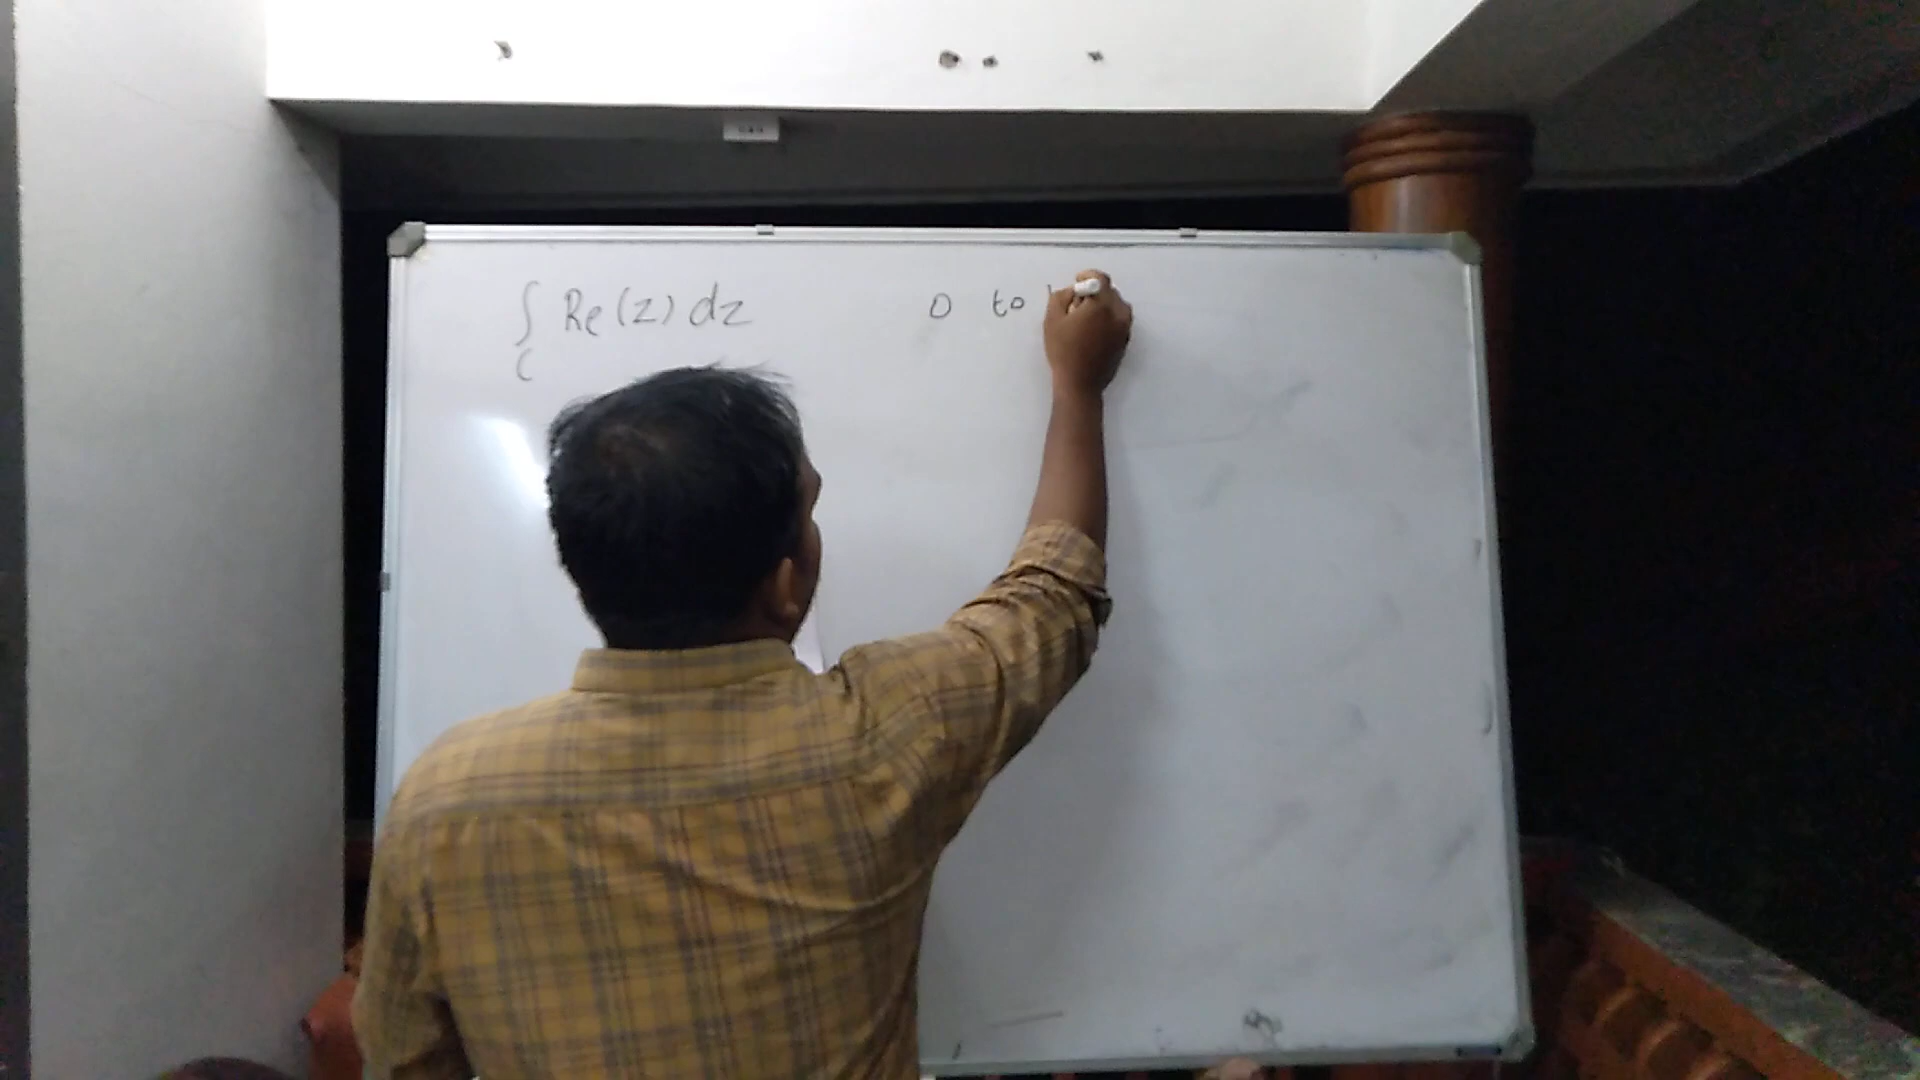 ∫ Re(z) dz 0 to
C